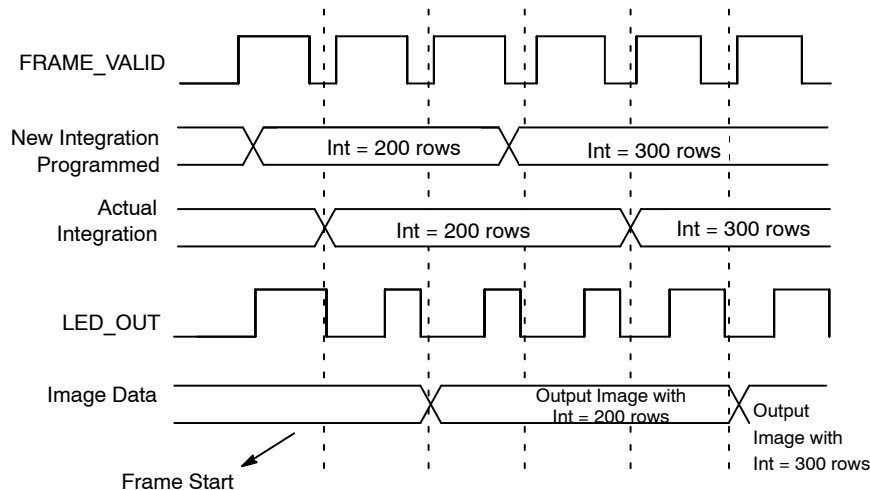 FRAME_VALID
New Integration
Programmed
Int = 200 rows
Int = 300 rows
Actual
Integration
Int = 200 rows
Int = 300 rows
LED_OUT
Image Data
Output Image with
Int = 200 rows
Output
Image with
Int = 300 rows
Frame Start